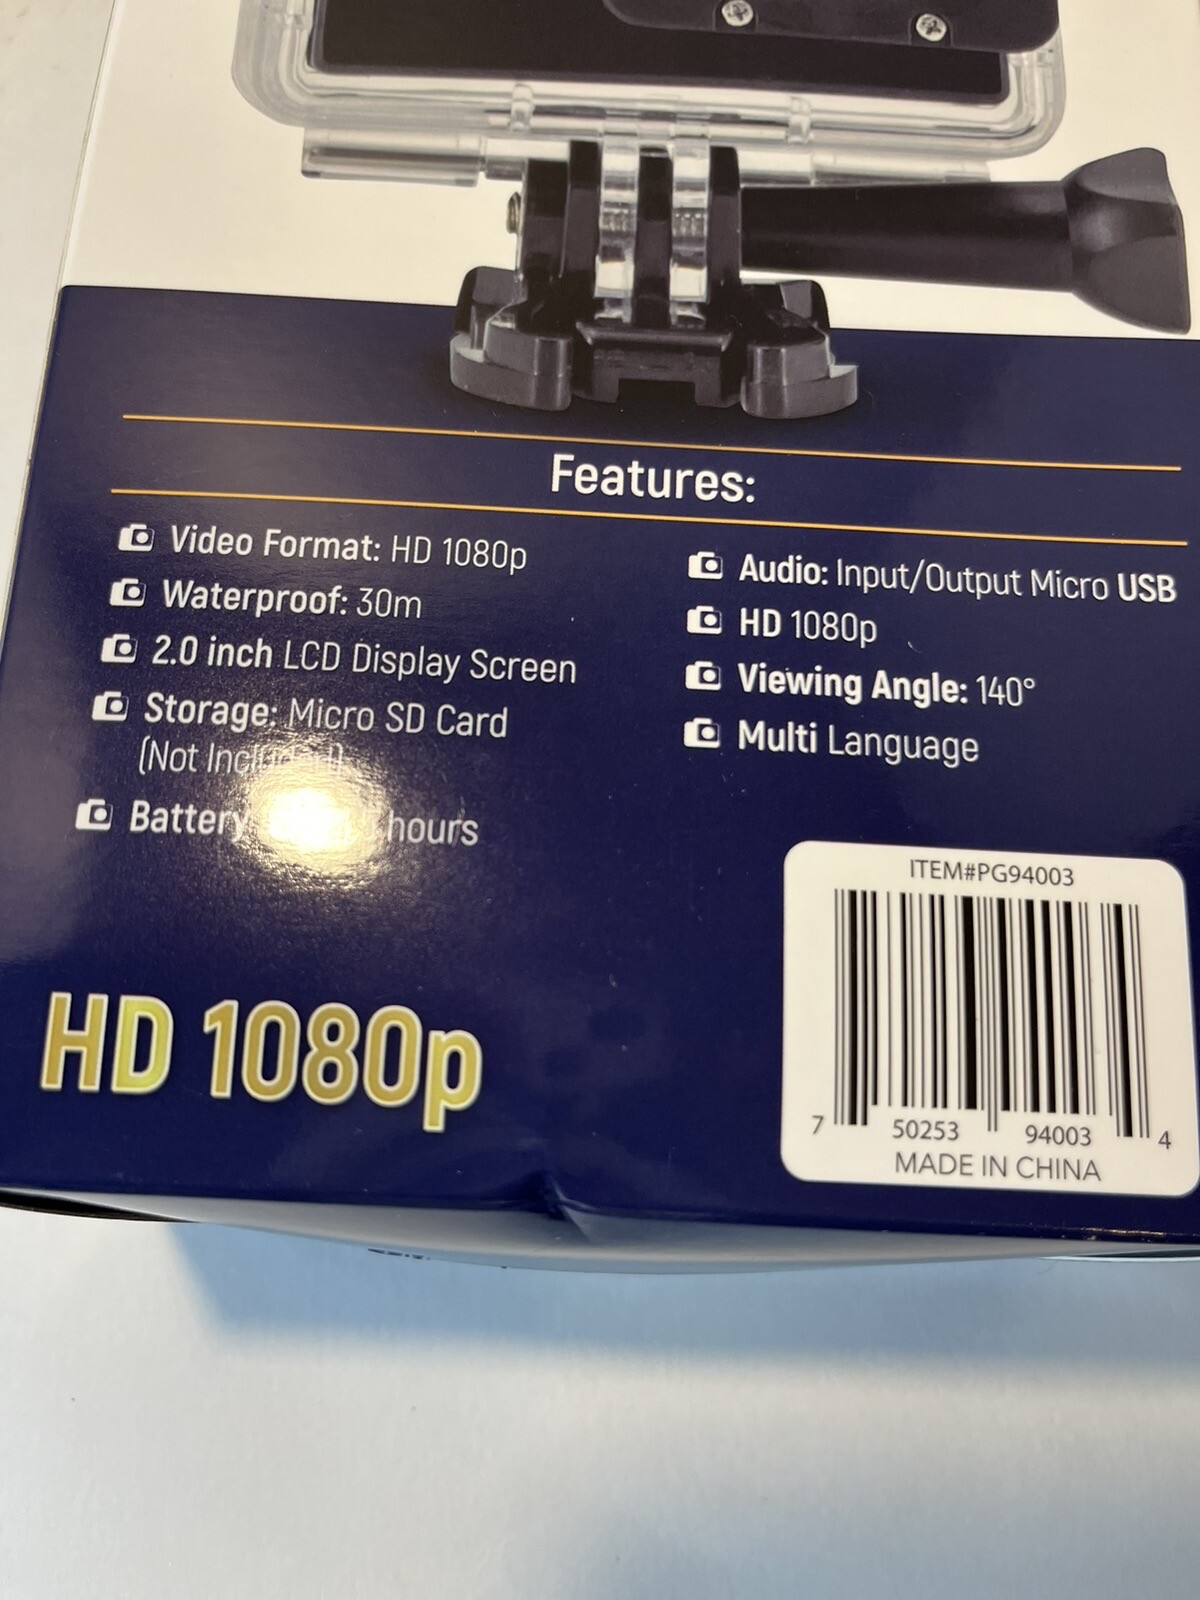 Features:
Video Format: HD 1080p
Waterproof: 30m
2.0 inch LCD Display Screen
Storage: Micro SD Card
(Not Included)
Battery hours
Audio: Input/Output Micro USB
HD 1080p
Viewing Angle: 140°
Multi Language
HD 1080p
ITEM#PG94003
7 50253 94003 4
MADE IN CHINA